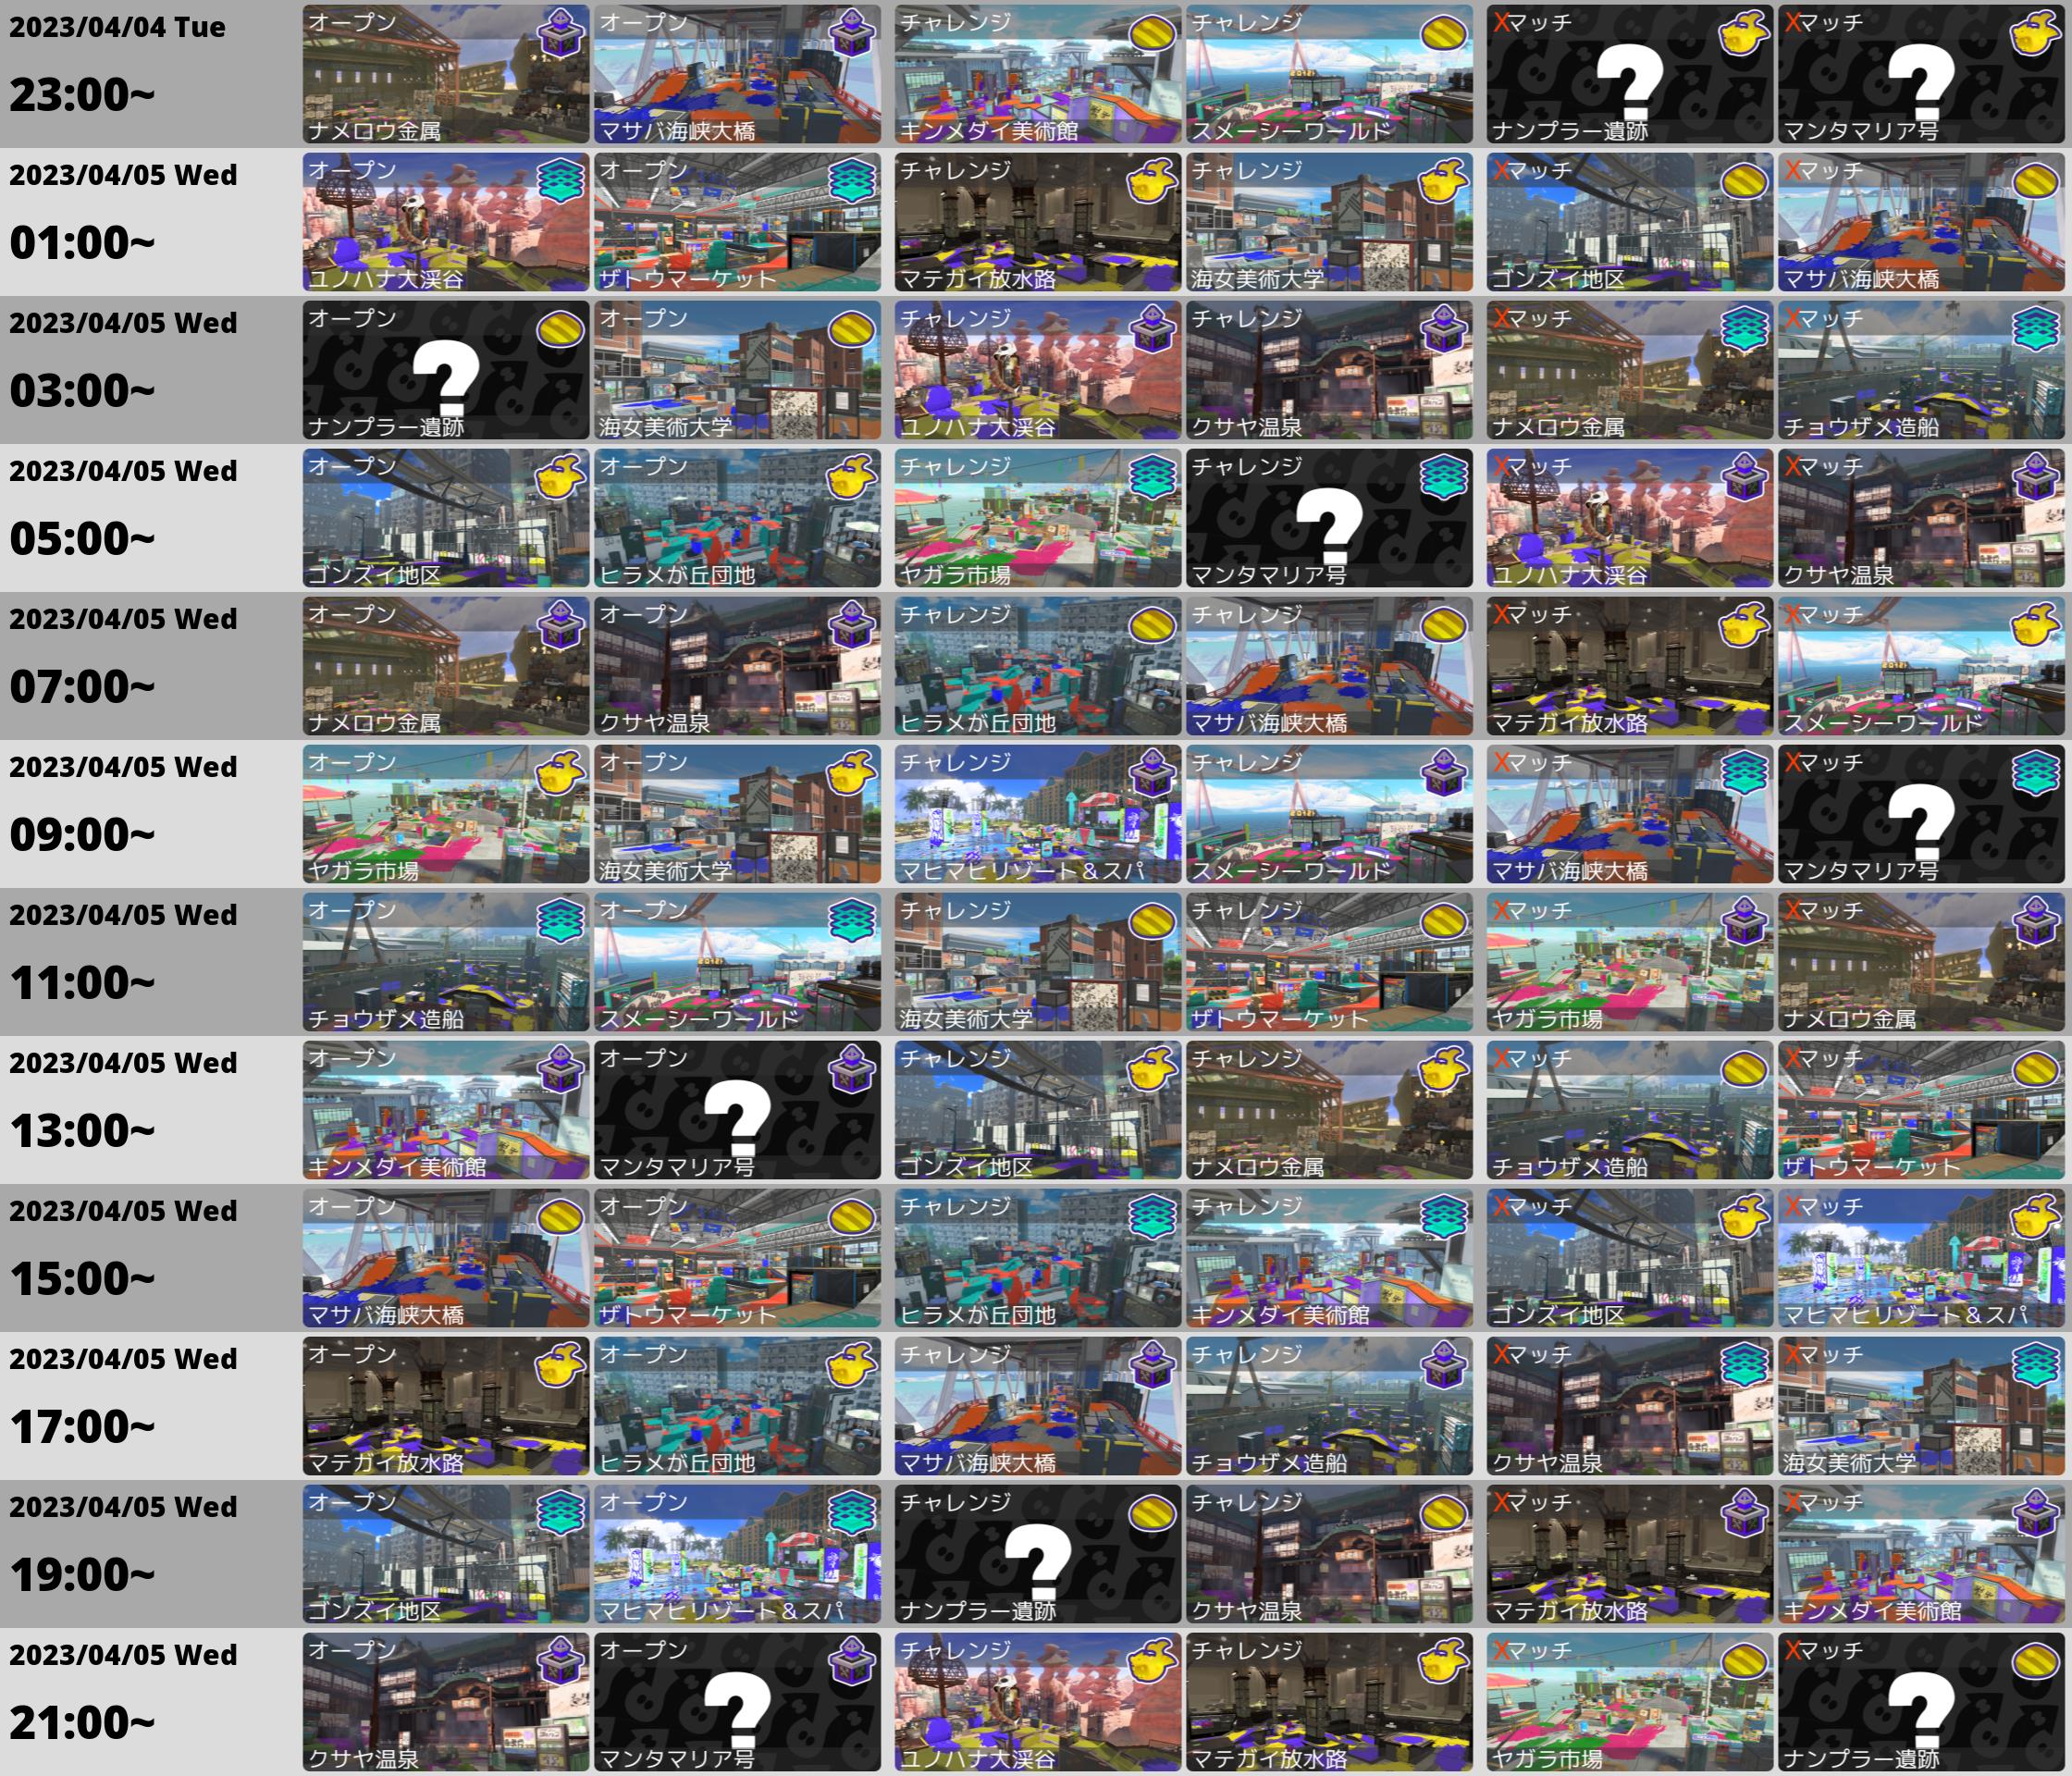 2023/04/04 Tue
23:00~
オープン
ナメロウ金属
オープン
マサバ海峡大橋
チャレンジ
キンメダイ美術館
チャレンジ
スメーシーワールド
Xマッチ
ナンプラー遺跡
Xマッチ
マンタマリア号
2023/04/05 Wed
01:00~
オープン
ユノハナ大渓谷
オープン
ザトウマーケット
チャレンジ
マテガイ放水路
チャレンジ
海女美術大学
Xマッチ
ゴンズイ地区
Xマッチ
マサバ海峡大橋
2023/04/05 Wed
03:00~
オープン
ナンプラー遺跡
オープン
海女美術大学
チャレンジ
ユノハナ大渓谷
チャレンジ
クサヤ温泉
Xマッチ
ナメロウ金属
Xマッチ
チョウザメ造船
2023/04/05 Wed
05:00~
オープン
ゴンズイ地区
オープン
ヒラメが丘団地
チャレンジ
ヤガラ市場
チャレンジ
マンタマリア号
Xマッチ
ユノハナ大渓谷
Xマッチ
クサヤ温泉
2023/04/05 Wed
07:00~
オープン
ナメロウ金属
オープン
クサヤ温泉
チャレンジ
ヒラメが丘団地
チャレンジ
マサバ海峡大橋
Xマッチ
マテガイ放水路
Xマッチ
スメーシーワールド
2023/04/05 Wed
09:00~
オープン
ヤガラ市場
オープン
海女美術大学
チャレンジ
マヒマヒリゾート＆スパ
チャレンジ
スメーシーワールド
Xマッチ
マサバ海峡大橋
Xマッチ
マンタマリア号
2023/04/05 Wed
11:00~
オープン
チョウザメ造船
オープン
スメーシーワールド
チャレンジ
海女美術大学
チャレンジ
ザトウマーケット
Xマッチ
ヤガラ市場
Xマッチ
ナメロウ金属
2023/04/05 Wed
13:00~
オープン
キンメダイ美術館
オープン
マンタマリア号
チャレンジ
ゴンズイ地区
チャレンジ
ナメロウ金属
Xマッチ
チョウザメ造船
Xマッチ
ザトウマーケット
2023/04/05 Wed
15:00~
オープン
マサバ海峡大橋
オープン
ザトウマーケット
チャレンジ
ヒラメが丘団地
チャレンジ
キンメダイ美術館
Xマッチ
ゴンズイ地区
Xマッチ
マヒマヒリゾート＆スパ
2023/04/05 Wed
17:00~
オープン
マテガイ放水路
オープン
ヒラメが丘団地
チャレンジ
マサバ海峡大橋
チャレンジ
チョウザメ造船
Xマッチ
クサヤ温泉
Xマッチ
海女美術大学
2023/04/05 Wed
19:00~
オープン
ゴンズイ地区
オープン
マヒマヒリゾート＆スパ
チャレンジ
ナンプラー遺跡
チャレンジ
クサヤ温泉
Xマッチ
マテガイ放水路
Xマッチ
キンメダイ美術館
2023/04/05 Wed
21:00~
オープン
クサヤ温泉
オープン
マンタマリア号
チャレンジ
ユノハナ大渓谷
チャレンジ
マテガイ放水路
Xマッチ
ヤガラ市場
Xマッチ
ナンプラー遺跡